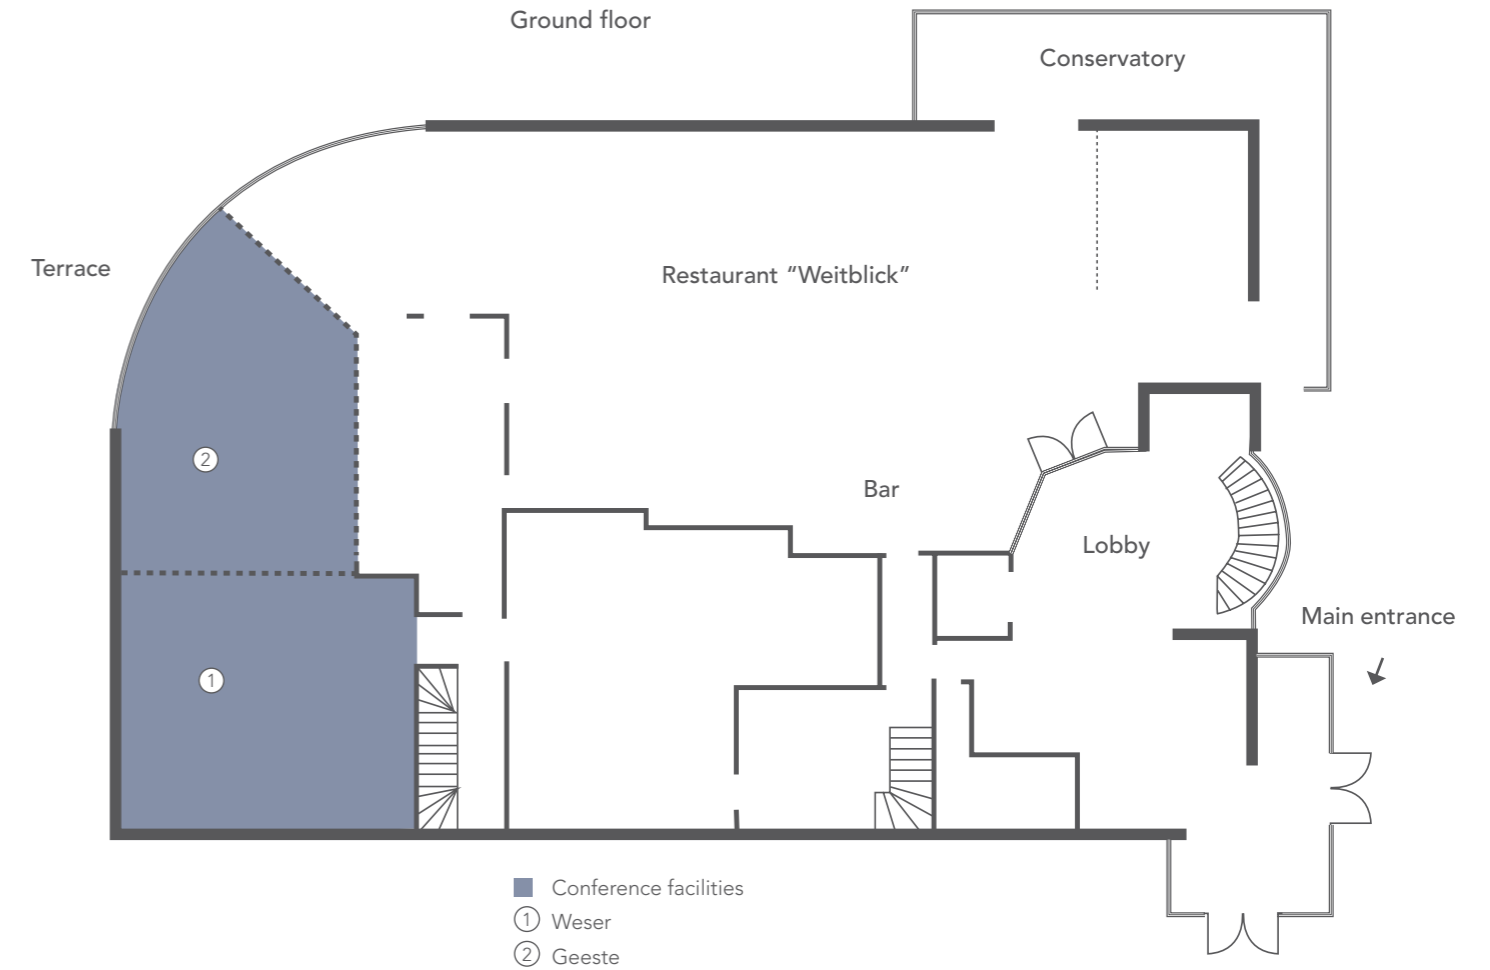 Ground floor
Conservatory
Terrace
Restaurant “Weitblick”
2
Bar
Lobby
Main entrance
1
Conference facilities
1 Weser
2 Geeste